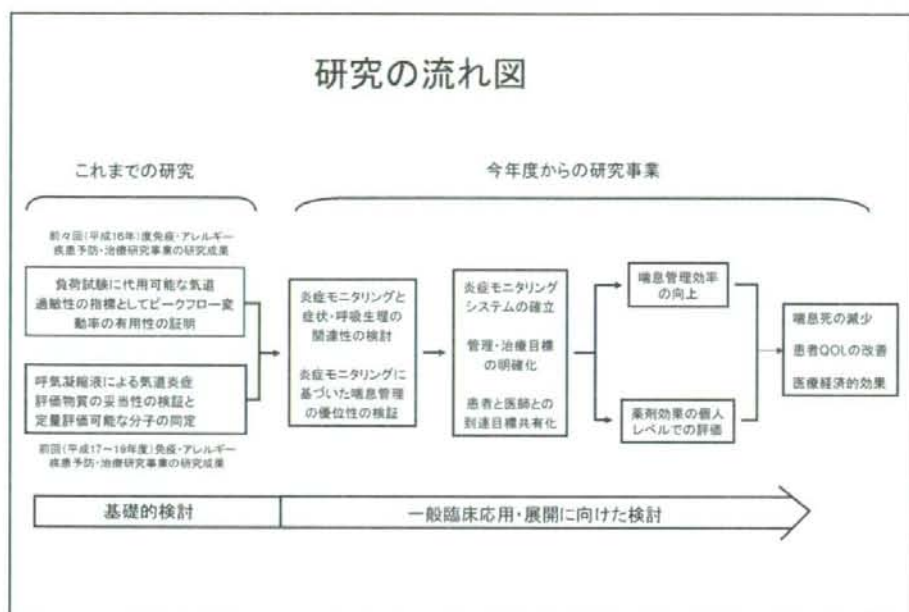 研究の流れ図
これまでの研究
今年度からの研究事業
前々回(平成16年)度免疫・アレルギー
疾患予防・治療研究事業の研究成果
負荷試験に代用可能な気道
過敏性の指標としてピークフロー変
動率の有用性の証明
呼気凝縮液による気道炎症
評価物質の妥当性の検証と
定量評価可能な分子の同定
前回(平成17〜19年度)免疫・アレルギー
疾患予防・治療研究事業の研究成果
炎症モニタリングと
症状・呼吸生理の
関連性の検討
炎症モニタリングに
基づいた喘息管理
の優位性の検証
炎症モニタリング
システムの確立
管理・治療目標
の明確化
患者と医師との
到達目標共有化
喘息管理効率
の向上
薬剤効果の個人
レベルでの評価
喘息死の減少
患者QOLの改善
医療経済的効果
基礎的検討
一般臨床応用・展開に向けた検討